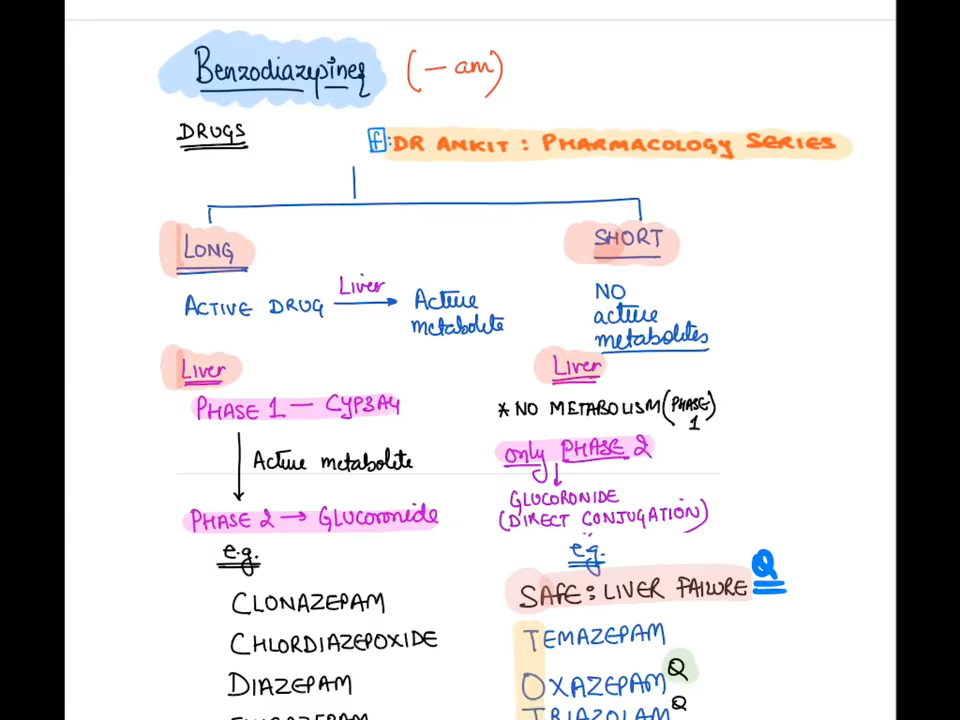 Benzodiazepines (- am)
DRUGS
f: DR ANKIT : PHARMACOLOGY SERIES
LONG
ACTIVE DRUG Liver → Active metabolite
Liver
PHASE 1 — CYP3A4
Active metabolite
PHASE 2 → Glucoronide
e.g.
CLONAZEPAM
CHLORDIAZEPOXIDE
DIAZEPAM
SHORT
NO
active
metabolites
Liver
* NO METABOLISM (PHASE 1)
only PHASE 2
GLUCORONIDE
(DIRECT CONJUGATION)
e.g.
SAFE : LIVER FAILURE Q
TEMAZEPAM
OXAZEPAM Q
TRIAZOLAM Q